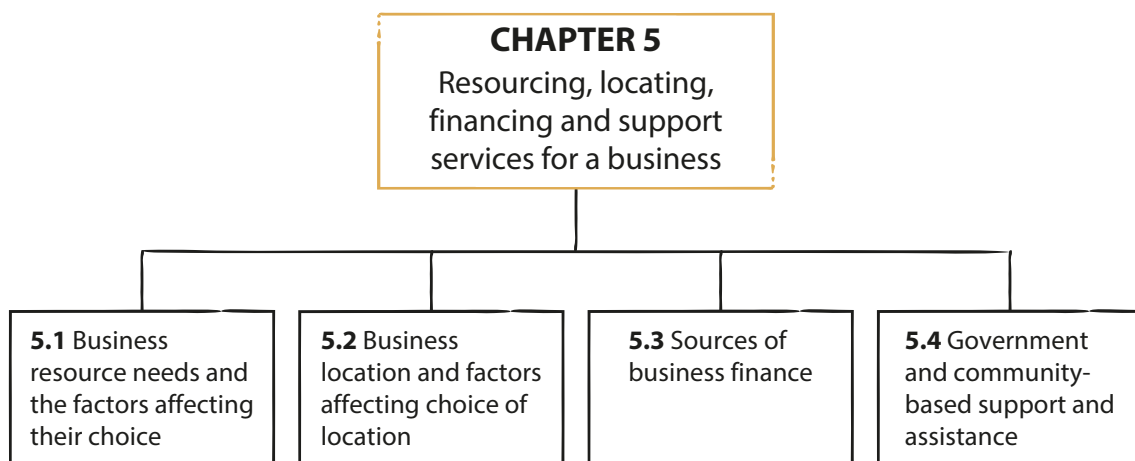 CHAPTER 5
Resourcing, locating,
financing and support
services for a business
5.1 Business
resource needs and
the factors affecting
their choice
5.2 Business
location and factors
affecting choice of
location
5.3 Sources of
business finance
5.4 Government
and community-
based support and
assistance